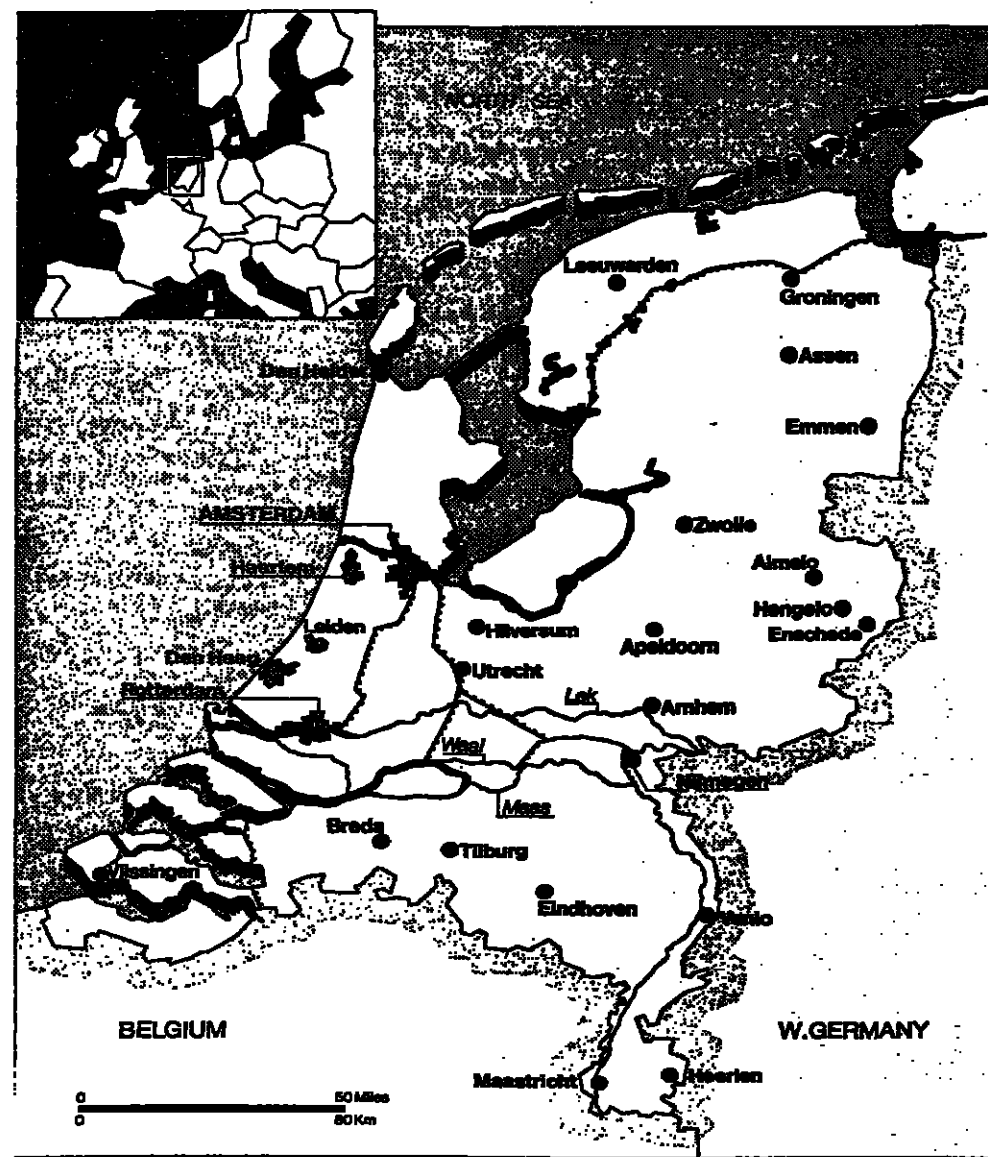 NORTH SEA
Leeuwarden
Groningen
Den Helder
Assen
Emmen
AMSTERDAM
Zwolle
Haarlem
Almelo
Hengelo
Leiden
Hilversum
Apeldoorn
Enschede
Den Haag
Utrecht
Rotterdam
Lek
Arnhem
Waal
Nijmegen
Maas
Breda
Tilburg
Vlissingen
Eindhoven
Venlo
BELGIUM
W.GERMANY
Maastricht
Heerlen
0 50 Miles
0 80 Km